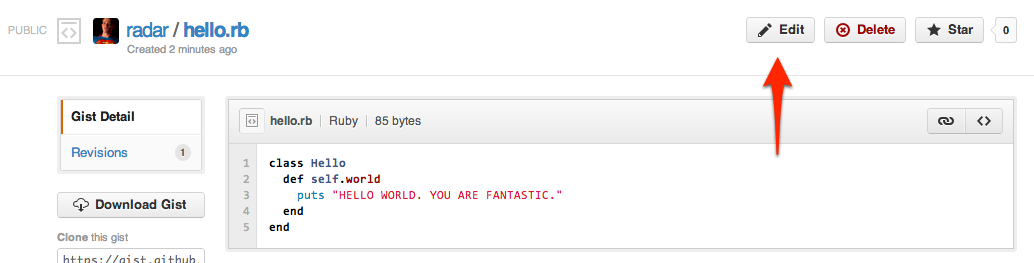 PUBLIC
radar / hello.rb
Created 2 minutes ago
Edit
Delete
Star
0
Gist Detail
Revisions
1
Download Gist
Clone this gist
https://gist.github
hello.rb
Ruby
85 bytes
1 class Hello
2 def self.world
3 puts "HELLO WORLD. YOU ARE FANTASTIC."
4 end
5 end